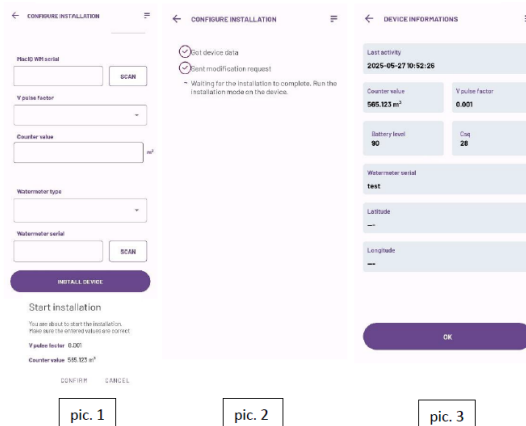 CONFIGURE INSTALLATION
MacIQ WM serial
SCAN
V pulse factor
Counter value
m³
Watermeter type
Watermeter serial
SCAN
INSTALL DEVICE
Start installation
You are about to start the installation.
Make sure the entered values are correct.
V pulse factor 0.001
Counter value 565.123 m³
CONFIRM CANCEL
pic. 1
CONFIGURE INSTALLATION
Got device data
Sent modification request
Waiting for the installation to complete. Run the
installation mode on the device.
pic. 2
DEVICE INFORMATIONS
Last activity
2025-05-27 10:52:26
Counter value
565.123 m³
V pulse factor
0.001
Battery level
90
Csq
28
Watermeter serial
test
Latitude
---
Longitude
---
OK
pic. 3